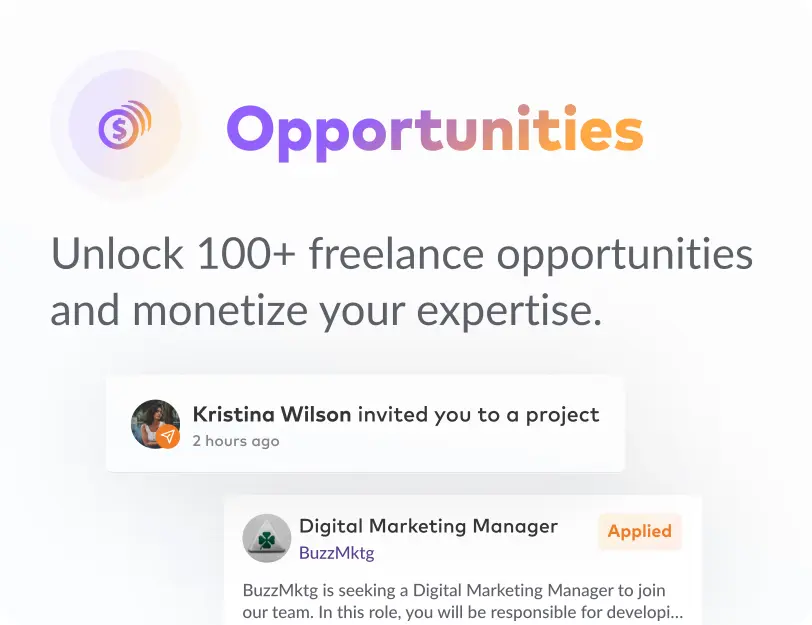 Opportunities
Unlock 100+ freelance opportunities
and monetize your expertise.
Kristina Wilson invited you to a project
2 hours ago
Digital Marketing Manager
Applied
BuzzMktg
BuzzMktg is seeking a Digital Marketing Manager to join
our team. In this role, you will be responsible for developi...